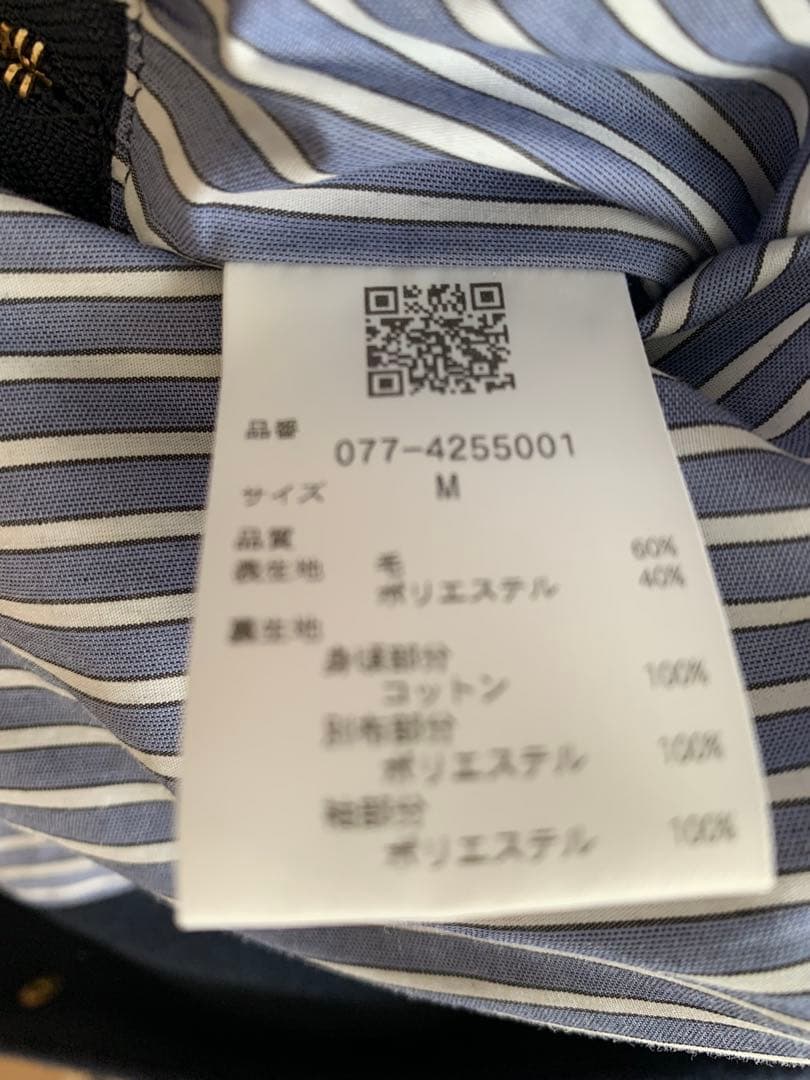 品番 077-4255001
サイズ M
品質
表生地 毛 60%
ポリエステル 40%
裏生地
身頃部分
コットン 100%
別布部分
ポリエステル 100%
袖部分
ポリエステル 100%